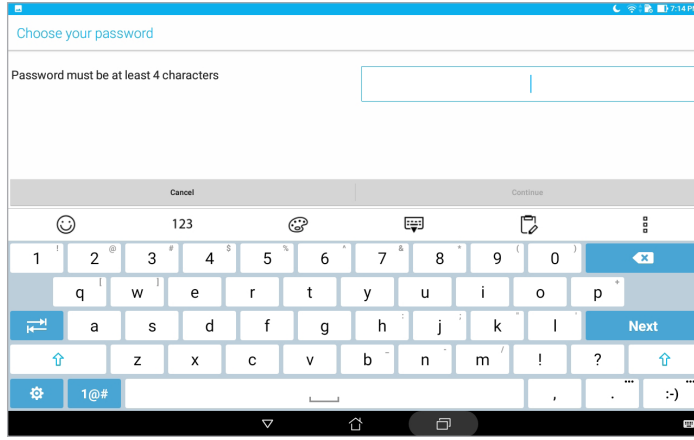 7:14 PM
Choose your password
Password must be at least 4 characters
Cancel Continue
123
1 ! 2 @ 3 # 4 $ 5 % 6 ^ 7 & 8 * 9 ( 0 )
q [ w ] e r t y u i o p +
a s d f g h : j ; k " l ' Next
z x c v b - n - m / ! ?
1@# , . ... :-) ...